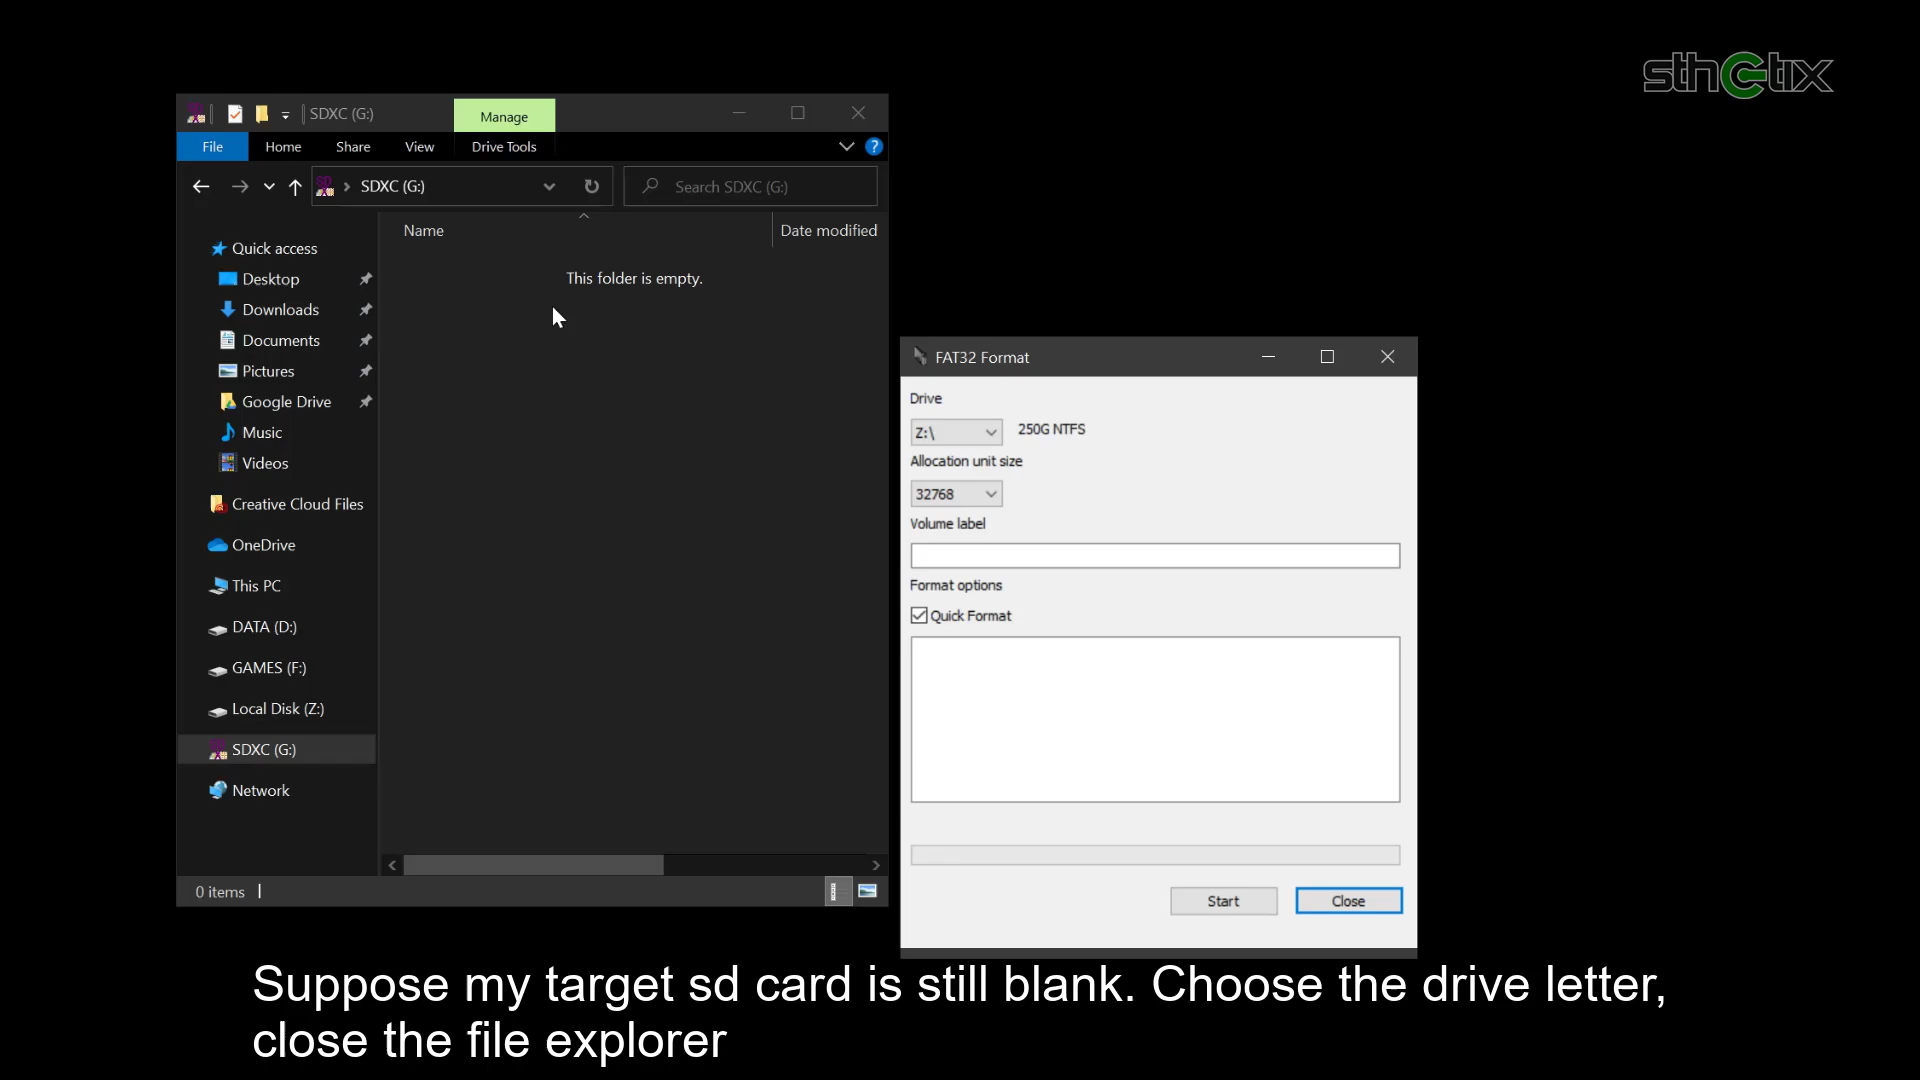 sthetix
SDXC (G:)
Manage
File Home Share View Drive Tools
SDXC (G:)
Search SDXC (G:)
Name
Date modified
This folder is empty.
Quick access
Desktop
Downloads
Documents
Pictures
Google Drive
Music
Videos
Creative Cloud Files
OneDrive
This PC
DATA (D:)
GAMES (F:)
Local Disk (Z:)
SDXC (G:)
Network
0 items
FAT32 Format
Drive
Z:\ 250G NTFS
Allocation unit size
32768
Volume label
Format options
Quick Format
Start Close
Suppose my target sd card is still blank. Choose the drive letter,
close the file explorer